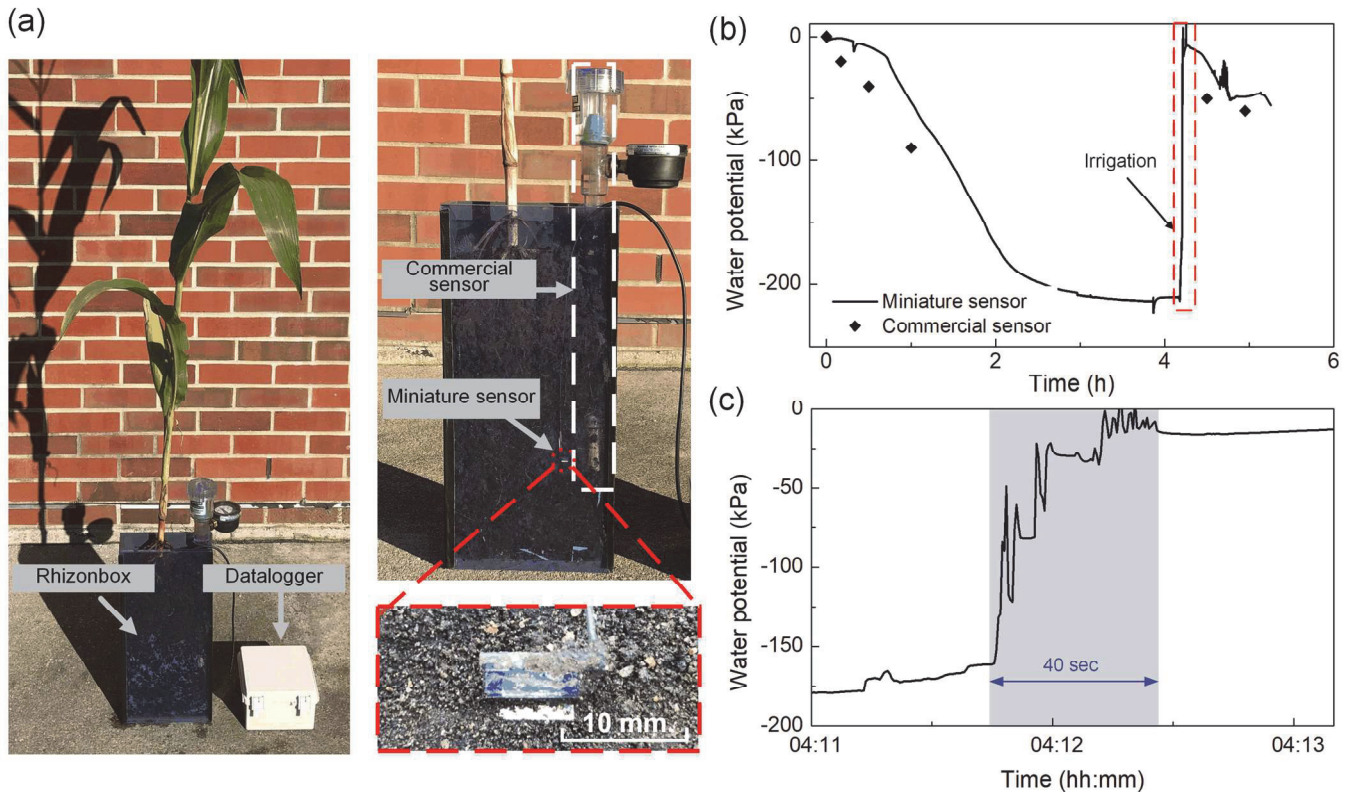 (a)
Rhizonbox
Datalogger
Commercial
sensor
Miniature sensor
10 mm
(b)
Water potential (kPa)
0
-100
-200
Irrigation
Miniature sensor
Commercial sensor
0
2
4
6
Time (h)
(c)
Water potential (kPa)
0
-50
-100
-150
-200
40 sec
04:11
04:12
04:13
Time (hh:mm)